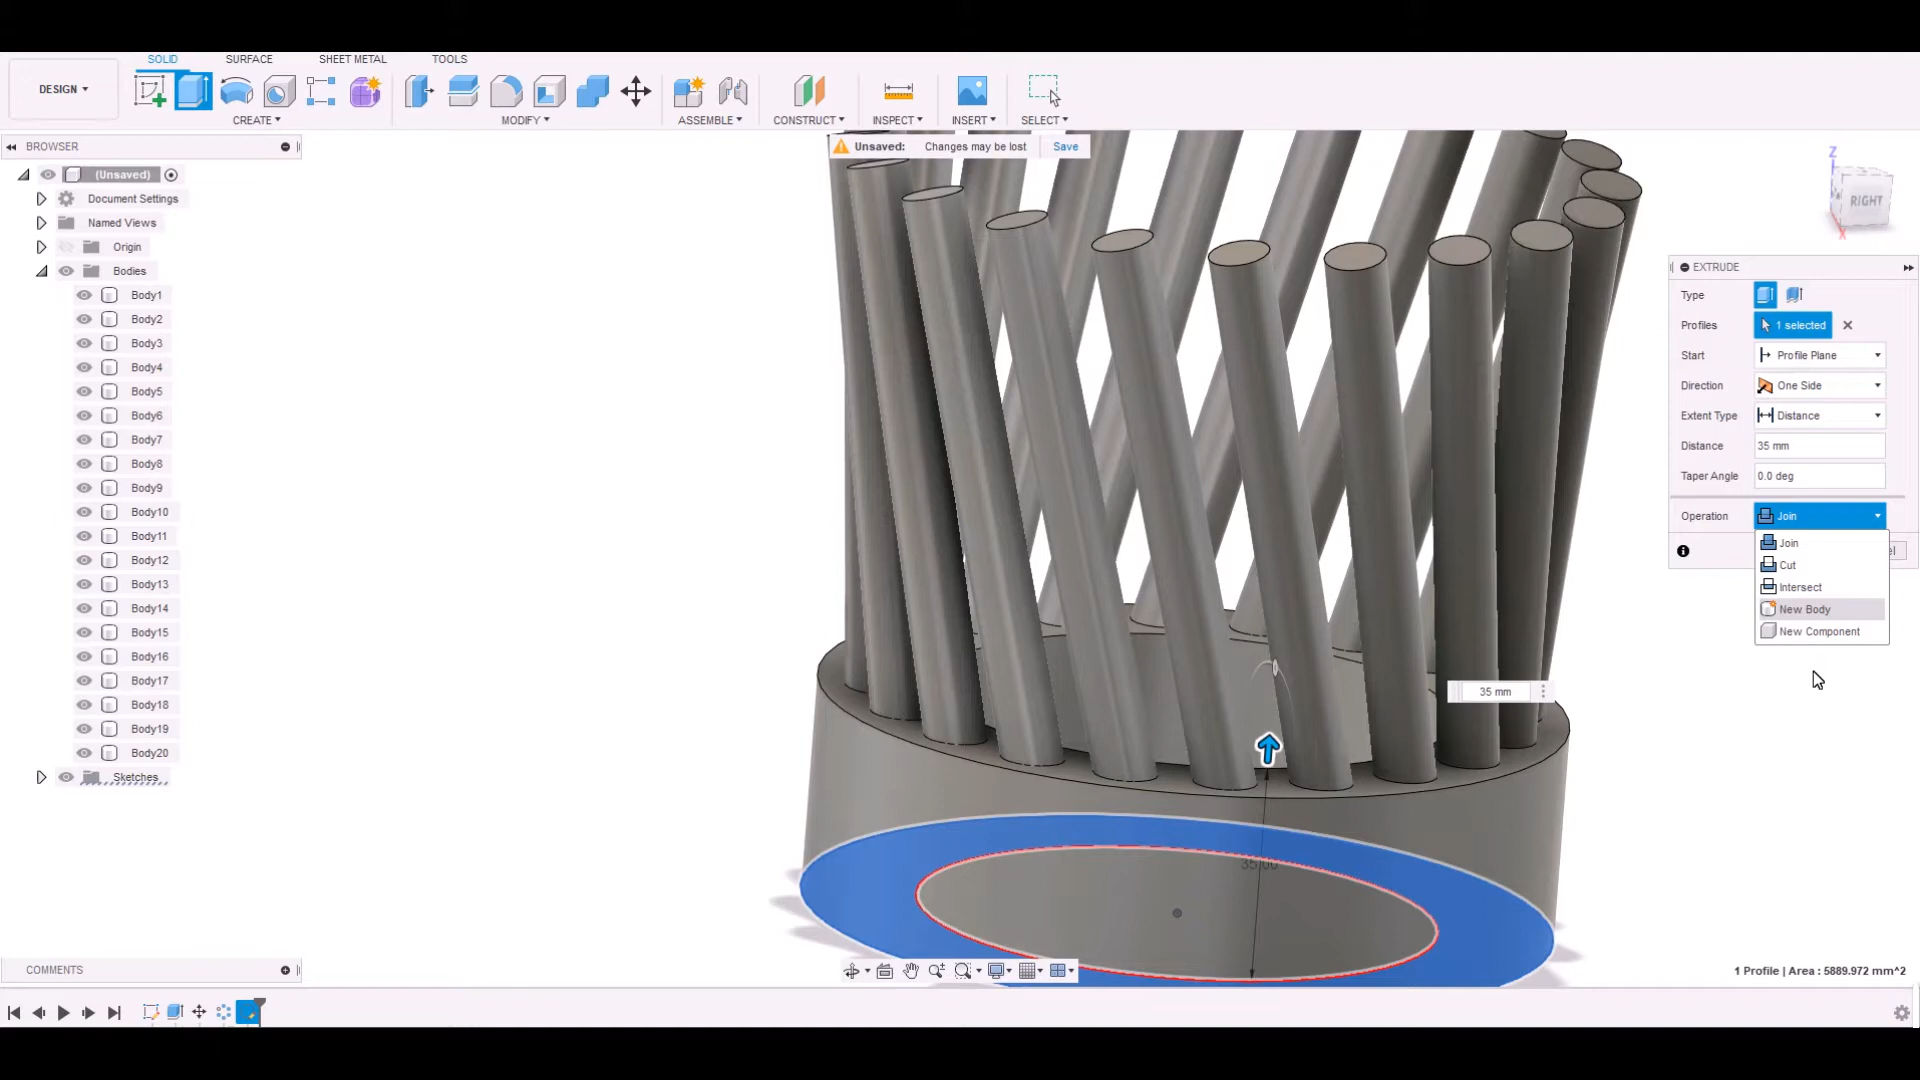 SOLID SURFACE SHEET METAL TOOLS
DESIGN
CREATE MODIFY ASSEMBLE CONSTRUCT INSPECT INSERT SELECT
BROWSER
Unsaved: Changes may be lost Save
(Unsaved)
Document Settings
Named Views
Origin
Bodies
Body1
Body2
Body3
Body4
Body5
Body6
Body7
Body8
Body9
Body10
Body11
Body12
Body13
Body14
Body15
Body16
Body17
Body18
Body19
Body20
Sketches
Z
RIGHT
X
EXTRUDE
Type
Profiles 1 selected
Start Profile Plane
Direction One Side
Extent Type Distance
Distance 35 mm
Taper Angle 0.0 deg
Operation Join
Join
Cut
Intersect
New Body
New Component
35 mm
35.00
COMMENTS
1 Profile | Area : 5889.972 mm^2